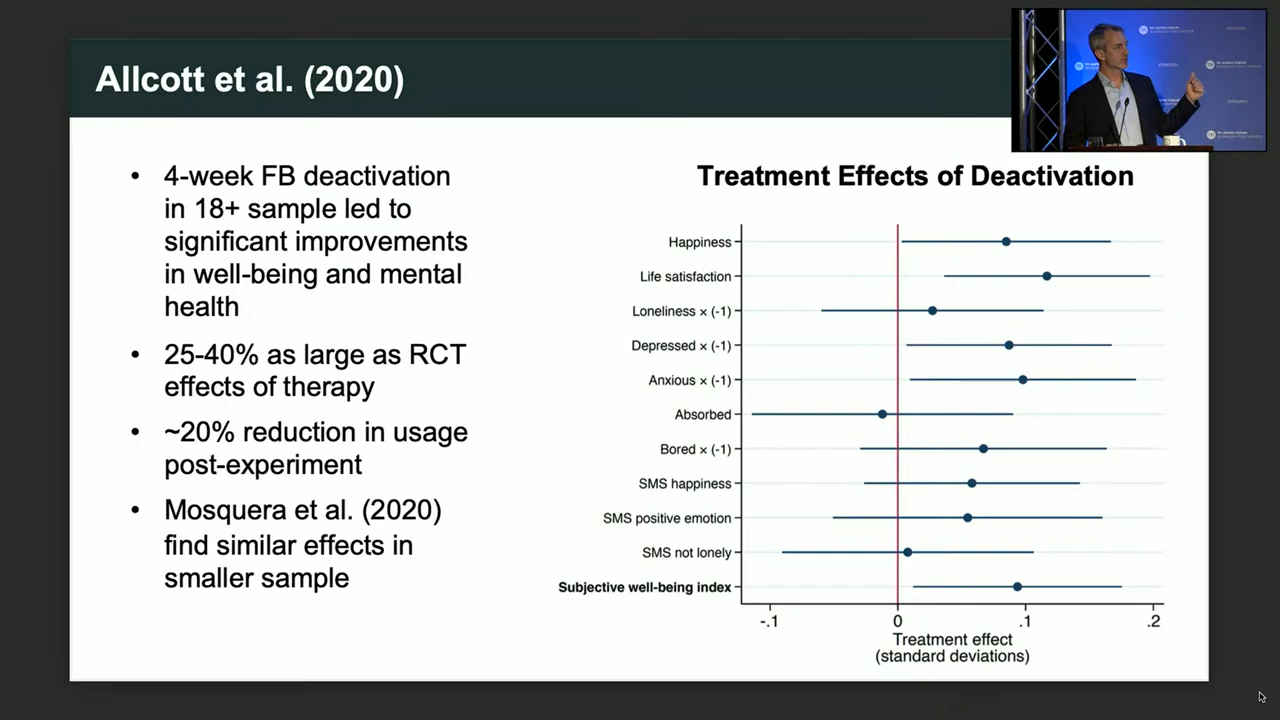 Allcott et al. (2020)
• 4-week FB deactivation
in 18+ sample led to
significant improvements
in well-being and mental
health
• 25-40% as large as RCT
effects of therapy
• ~20% reduction in usage
post-experiment
• Mosquera et al. (2020)
find similar effects in
smaller sample
Treatment Effects of Deactivation
Happiness
Life satisfaction
Loneliness × (-1)
Depressed × (-1)
Anxious × (-1)
Absorbed
Bored × (-1)
SMS happiness
SMS positive emotion
SMS not lonely
Subjective well-being index
-.1 0 .1 .2
Treatment effect
(standard deviations)